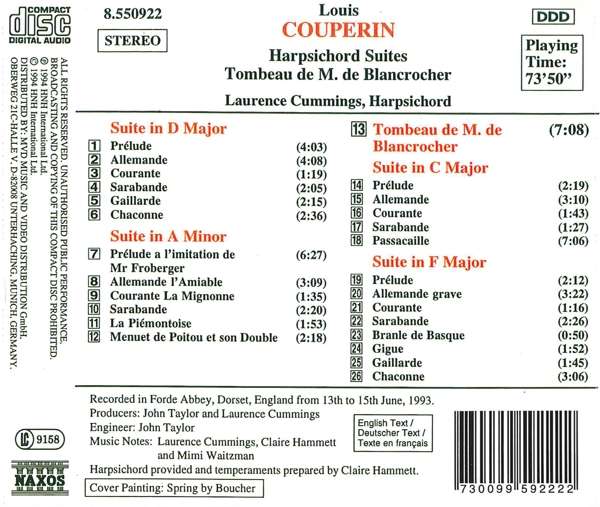 COMPACT
disc
DIGITAL AUDIO
8.550922
STEREO
Louis
COUPERIN
Harpsichord Suites
Tombeau de M. de Blancrocher
Laurence Cummings, Harpsichord
DDD
Playing
Time:
73'50"
Suite in D Major
1 Prélude (4:03)
2 Allemande (4:08)
3 Courante (1:19)
4 Sarabande (2:05)
5 Gaillarde (2:15)
6 Chaconne (2:36)
Suite in A Minor
7 Prélude a l'imitation de (6:27)
Mr Froberger
8 Allemande l'Amiable (3:09)
9 Courante La Mignonne (1:35)
10 Sarabande (2:20)
11 La Piémontoise (1:53)
12 Menuet de Poitou et son Double (2:18)
13 Tombeau de M. de (7:08)
Blancrocher
Suite in C Major
14 Prélude (2:19)
15 Allemande (3:10)
16 Courante (1:43)
17 Sarabande (1:27)
18 Passacaille (7:06)
Suite in F Major
19 Prélude (2:12)
20 Allemande grave (3:22)
21 Courante (1:16)
22 Sarabande (2:26)
23 Branle de Basque (0:50)
24 Gigue (1:52)
25 Gaillarde (1:45)
26 Chaconne (3:06)
Recorded in Forde Abbey, Dorset, England from 13th to 15th June, 1993.
Producers: John Taylor and Laurence Cummings
Engineer: John Taylor
Music Notes: Laurence Cummings, Claire Hammett
and Mimi Waitzman
Harpsichord provided and temperaments prepared by Claire Hammett.
Cover Painting: Spring by Boucher
English Text /
Deutscher Text /
Texte en français
7 30099 59222 2
LC 9158
NAXOS
ALL RIGHTS RESERVED. UNAUTHORISED PUBLIC PERFORMANCE,
BROADCASTING AND COPYING OF THIS COMPACT DISC PROHIBITED.
℗ 1994 HNH International Ltd.
© 1994 HNH International Ltd.
DISTRIBUTED BY: MVD MUSIC AND VIDEO DISTRIBUTION GmbH,
OBERWEG 21C-HALLE V, D-82008 UNTERHACHING, MUNICH, GERMANY.